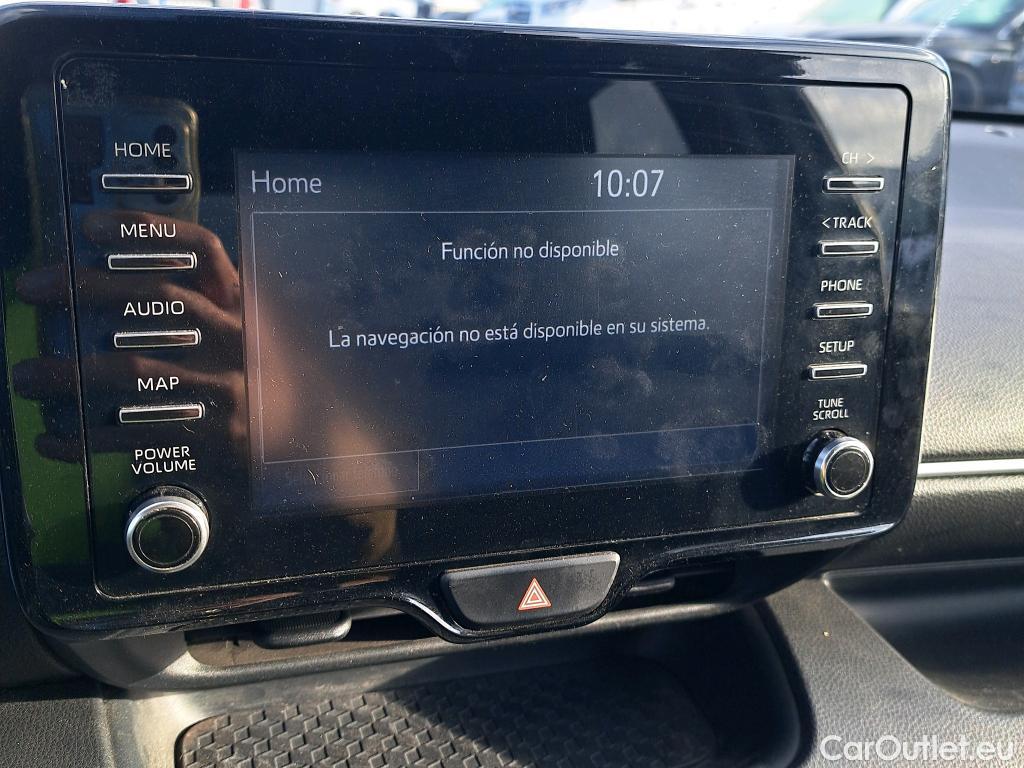 HOME
MENU
AUDIO
MAP
POWER
VOLUME
Home 10:07
Función no disponible
La navegación no está disponible en su sistema.
CH >
< TRACK
PHONE
SETUP
TUNE
SCROLL
CarOutlet.eu